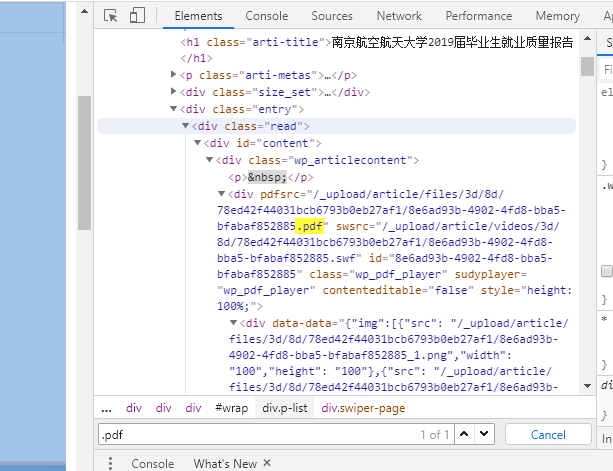 Elements Console Sources Network Performance Memory A
<h1 class="arti-title">南京航空航天大学2019届毕业生就业质量报告
</h1>
<p class="arti-metas">…</p>
<div class="size_set">…</div>
<div class="entry">
<div class="read">
<div id="content">
<div class="wp_articlecontent">
<p>&nbsp;</p>
<div pdfsrc="/_upload/article/files/3d/8d/
78ed42f44031bcb6793b0eb27af1/8e6ad93b-4902-4fd8-bba5-
bfabaf852885.pdf" swsrc="/_upload/article/videos/3d/
8d/78ed42f44031bcb6793b0eb27af1/8e6ad93b-4902-4fd8-
bba5-bfabaf852885.swf" id="8e6ad93b-4902-4fd8-bba5-
bfabaf852885" class="wp_pdf_player" sudyplayer=
"wp_pdf_player" contenteditable="false" style="height:
100%;">
<div data-data="{"img":[{"src": "/_upload/article/
files/3d/8d/78ed42f44031bcb6793b0eb27af1/8e6ad93b-
4902-4fd8-bba5-bfabaf852885_1.png","width":
"100","height": "100"},{"src": "/_upload/article/
files/3d/8d/78ed42f44031bcb6793b0eb27af1/8e6ad93b-
... div div div #wrap div.p-list div.swiper-page
.pdf 1 of 1 Cancel
Console What's New ×
S
Fi
el
}
.w
}
*
}
di
}
In